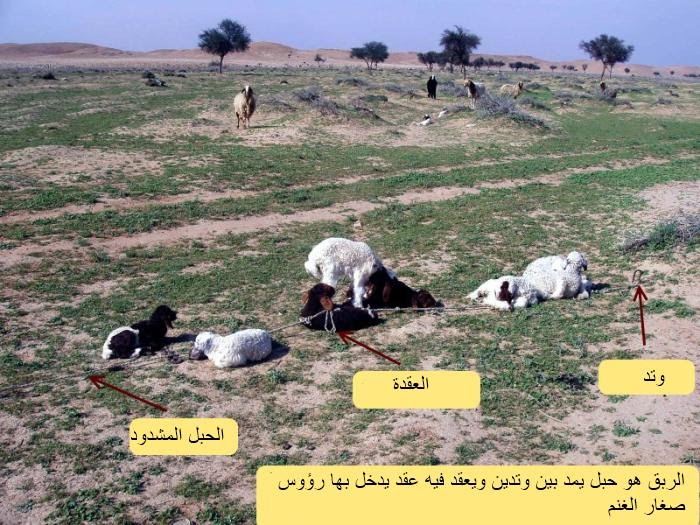 العقدة
وتد
الحبل المشدود
الربق هو حبل يمد بين وتدين ويعقد فيه عقد يدخل بها رؤوس
صغار الغنم